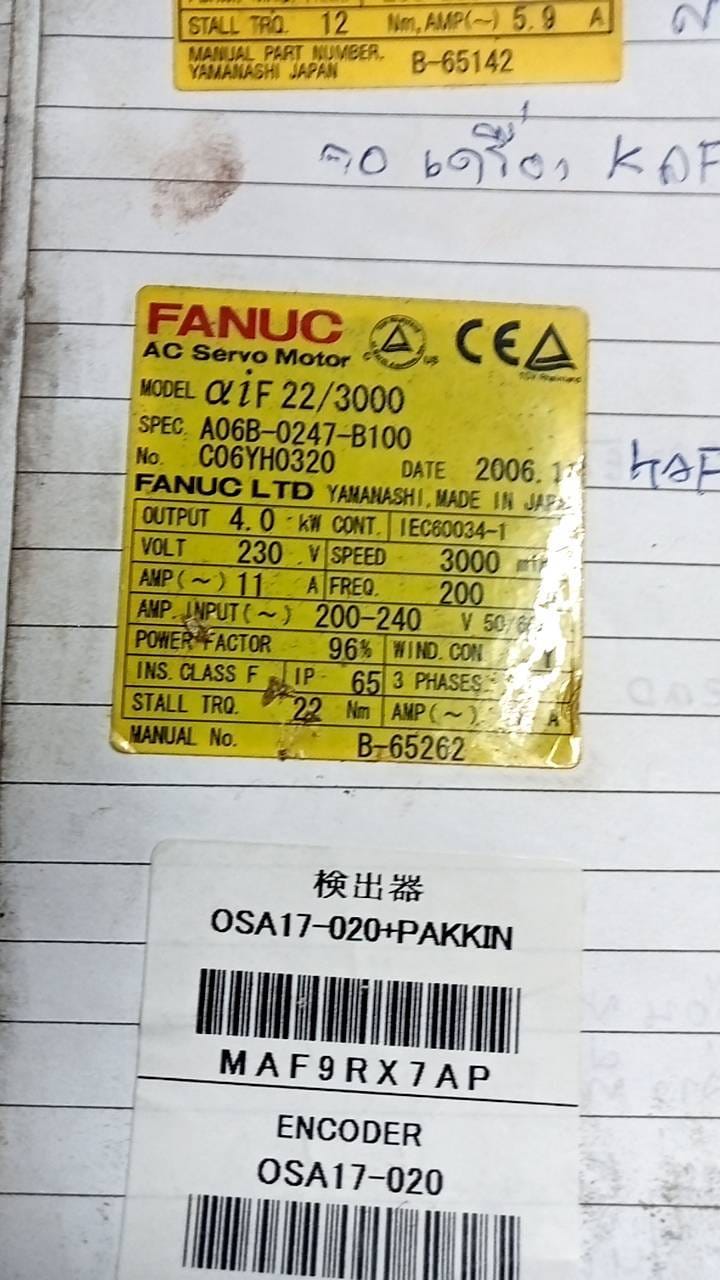 STALL TRQ. 12 Nm, AMP(~) 5.9 A
MANUAL PART NUMBER.
YAMANASHI JAPAN B-65142
FANUC
AC Servo Motor
CE
MODEL αiF 22/3000
SPEC. A06B-0247-B100
No. C06YH0320 DATE 2006.
FANUC LTD YAMANASHI, MADE IN JAPAN
OUTPUT 4.0 kW CONT. IEC60034-1
VOLT 230 V SPEED 3000
AMP(~) 11 A FREQ. 200
AMP. INPUT(~) 200-240 V
POWER FACTOR 96% WIND. CON Y
INS. CLASS F IP 65 3 PHASES
STALL TRQ. 22 Nm AMP(~) A
MANUAL No. B-65262
検出器
OSA17-020+PAKKIN
MAF9RX7AP
ENCODER
OSA17-020